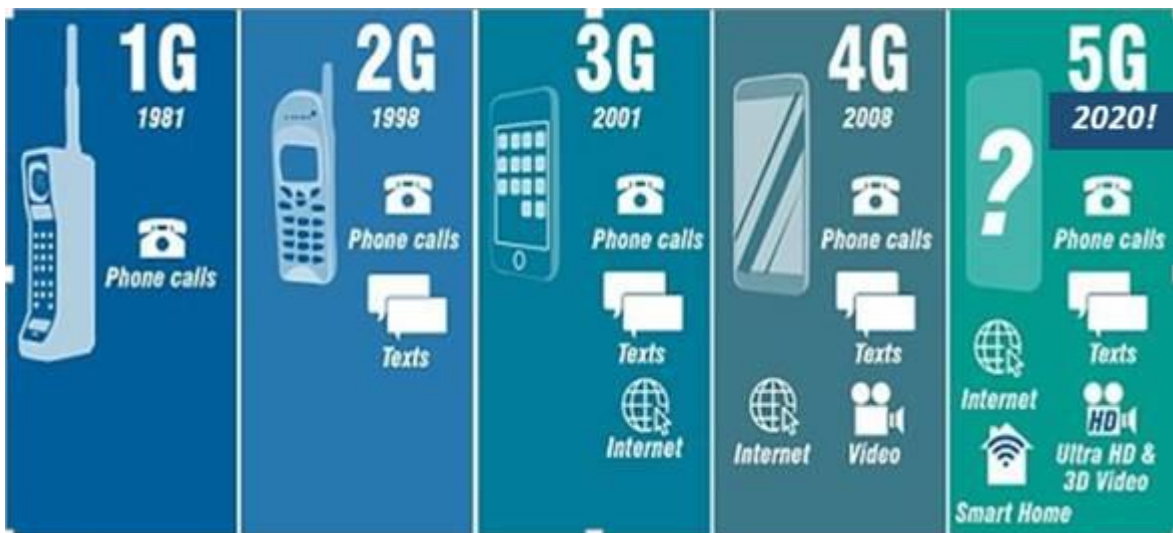 1G
1981
Phone calls
2G
1998
Phone calls
Texts
3G
2001
Phone calls
Texts
Internet
4G
2008
Phone calls
Texts
Internet
Video
5G
2020!
?
Phone calls
Texts
Internet
HD
Ultra HD &
3D Video
Smart Home